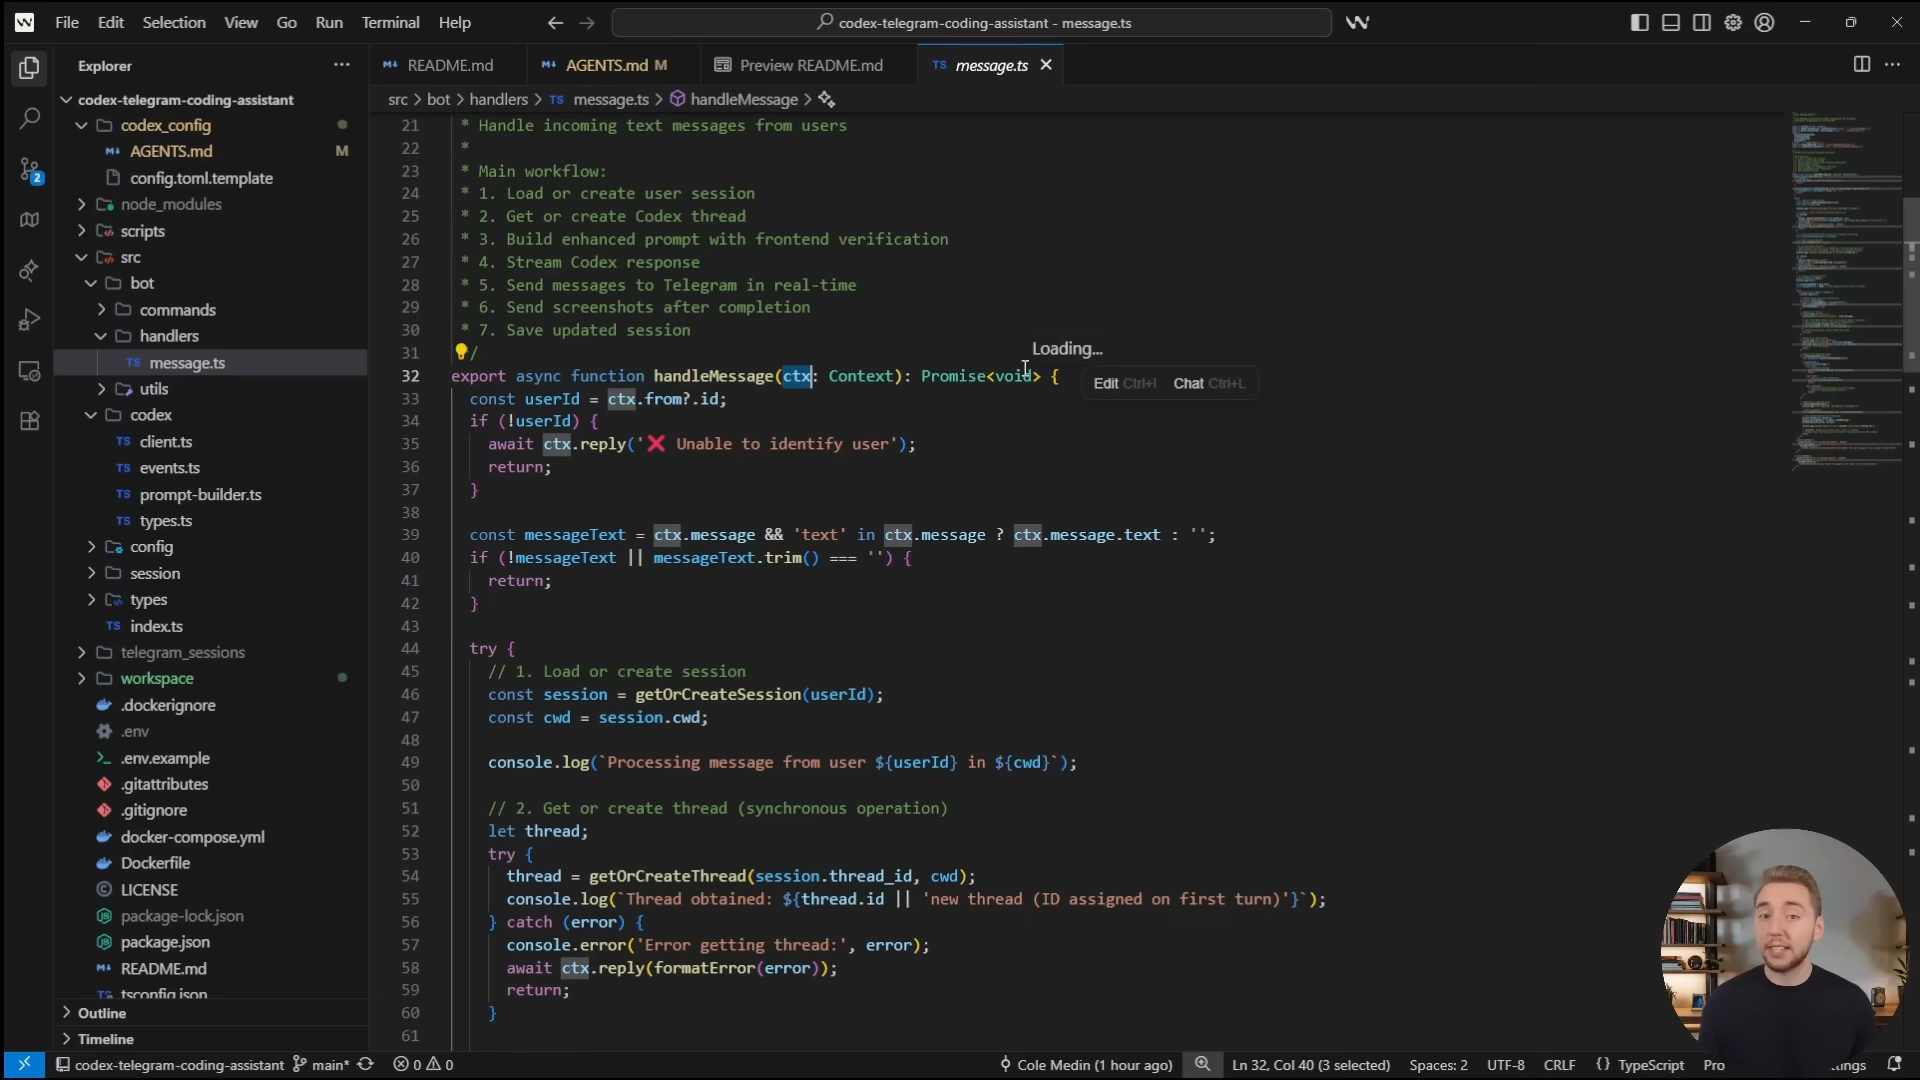 File Edit Selection View Go Run Terminal Help
codex-telegram-coding-assistant - message.ts
Explorer
README.md
AGENTS.md M
Preview README.md
TS message.ts
src > bot > handlers > TS message.ts > handleMessage >
codex-telegram-coding-assistant
codex_config
AGENTS.md M
config.toml.template
node_modules
scripts
src
bot
commands
handlers
TS message.ts
utils
codex
TS client.ts
TS events.ts
TS prompt-builder.ts
TS types.ts
config
session
types
TS index.ts
telegram_sessions
workspace
.dockerignore
.env
.env.example
.gitattributes
.gitignore
docker-compose.yml
Dockerfile
LICENSE
package-lock.json
package.json
README.md
tsconfig.json
Outline
Timeline
2
21 * Handle incoming text messages from users
22 *
23 * Main workflow:
24 * 1. Load or create user session
25 * 2. Get or create Codex thread
26 * 3. Build enhanced prompt with frontend verification
27 * 4. Stream Codex response
28 * 5. Send messages to Telegram in real-time
29 * 6. Send screenshots after completion
30 * 7. Save updated session
31 /
Loading...
32 export async function handleMessage(ctx: Context): Promise<void> {
Edit Ctrl+I Chat Ctrl+L
33 const userId = ctx.from?.id;
34 if (!userId) {
35 await ctx.reply('❌ Unable to identify user');
36 return;
37 }
38
39 const messageText = ctx.message && 'text' in ctx.message ? ctx.message.text : '';
40 if (!messageText || messageText.trim() === '') {
41 return;
42 }
43
44 try {
45 // 1. Load or create session
46 const session = getOrCreateSession(userId);
47 const cwd = session.cwd;
48
49 console.log(`Processing message from user ${userId} in ${cwd}`);
50
51 // 2. Get or create thread (synchronous operation)
52 let thread;
53 try {
54 thread = getOrCreateThread(session.thread_id, cwd);
55 console.log(`Thread obtained: ${thread.id || 'new thread (ID assigned on first turn)'}`);
56 } catch (error) {
57 console.error('Error getting thread:', error);
58 await ctx.reply(formatError(error));
59 return;
60 }
61
codex-telegram-coding-assistant main* 0 0 Cole Medin (1 hour ago) Ln 32, Col 40 (3 selected) Spaces: 2 UTF-8 CRLF {} TypeScript